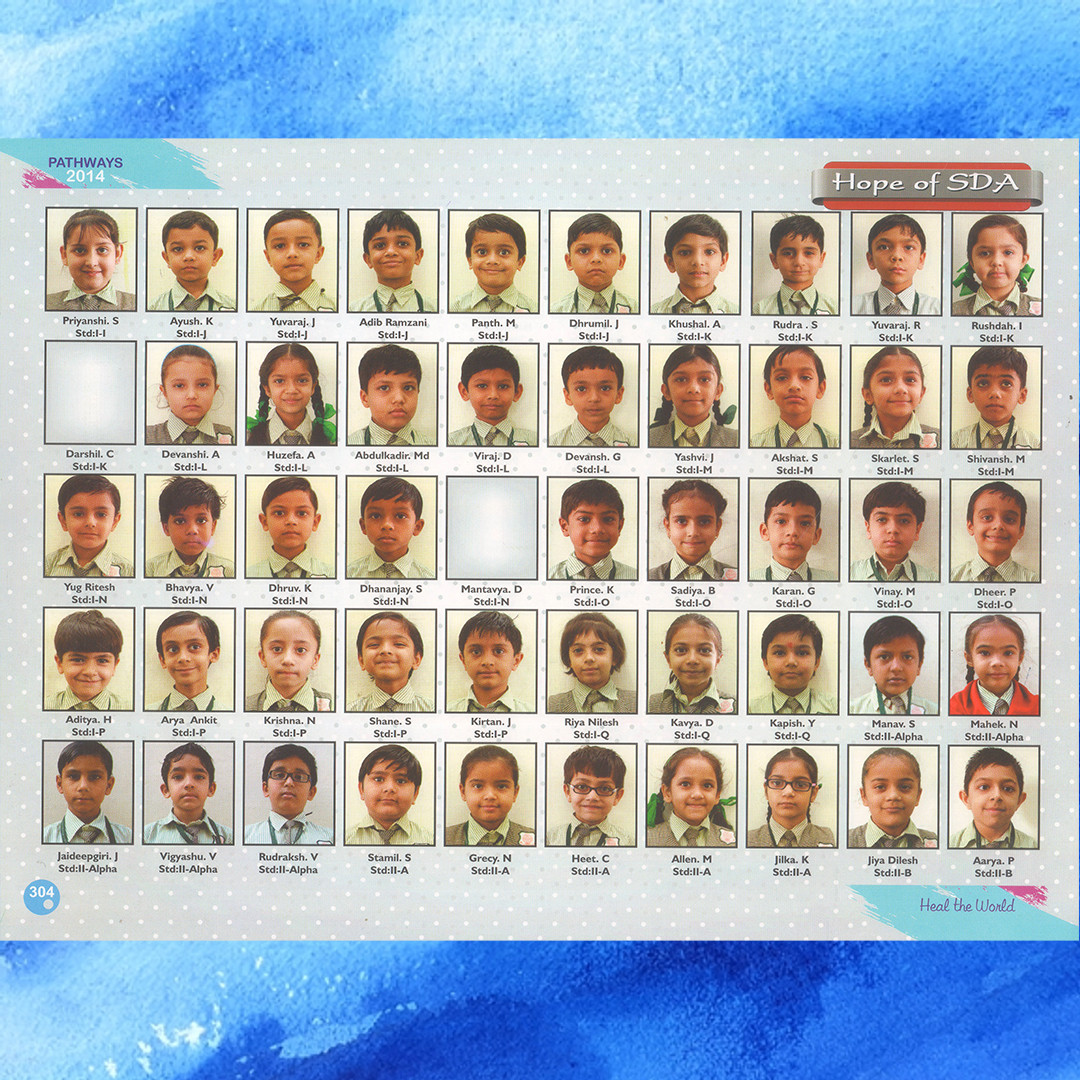 PATHWAYS
2014
Hope of SDA
Priyanshi. S
Std:I-I
Ayush. K
Std:I-J
Yuvaraj. J
Std:I-J
Adib Ramzani
Std:I-J
Panth. M
Std:I-J
Dhrumil. J
Std:I-J
Khushal. A
Std:I-K
Rudra . S
Std:I-K
Yuvaraj. R
Std:I-K
Rushdah. I
Std:I-K
Darshil. C
Std:I-K
Devanshi. A
Std:I-L
Huzefa. A
Std:I-L
Abdulkadir. Md
Std:I-L
Viraj. D
Std:I-L
Devansh. G
Std:I-L
Yashvi. J
Std:I-M
Akshat. S
Std:I-M
Skarlet. S
Std:I-M
Shivansh. M
Std:I-M
Yug Ritesh
Std:I-N
Bhavya. V
Std:I-N
Dhruv. K
Std:I-N
Dhananjay. S
Std:I-N
Mantavya. D
Std:I-N
Prince. K
Std:I-O
Sadiya. B
Std:I-O
Karan. G
Std:I-O
Vinay. M
Std:I-O
Dheer. P
Std:I-O
Aditya. H
Std:I-P
Arya Ankit
Std:I-P
Krishna. N
Std:I-P
Shane. S
Std:I-P
Kirtan. J
Std:I-P
Riya Nilesh
Std:I-Q
Kavya. D
Std:I-Q
Kapish. Y
Std:I-Q
Manav. S
Std:II-Alpha
Mahek. N
Std:II-Alpha
Jaideepgiri. J
Std:II-Alpha
Vigyashu. V
Std:II-Alpha
Rudraksh. V
Std:II-Alpha
Stamil. S
Std:II-A
Grecy. N
Std:II-A
Heet. C
Std:II-A
Allen. M
Std:II-A
Jilka. K
Std:II-A
Jiya Dilesh
Std:II-B
Aarya. P
Std:II-B
304
Heal the World